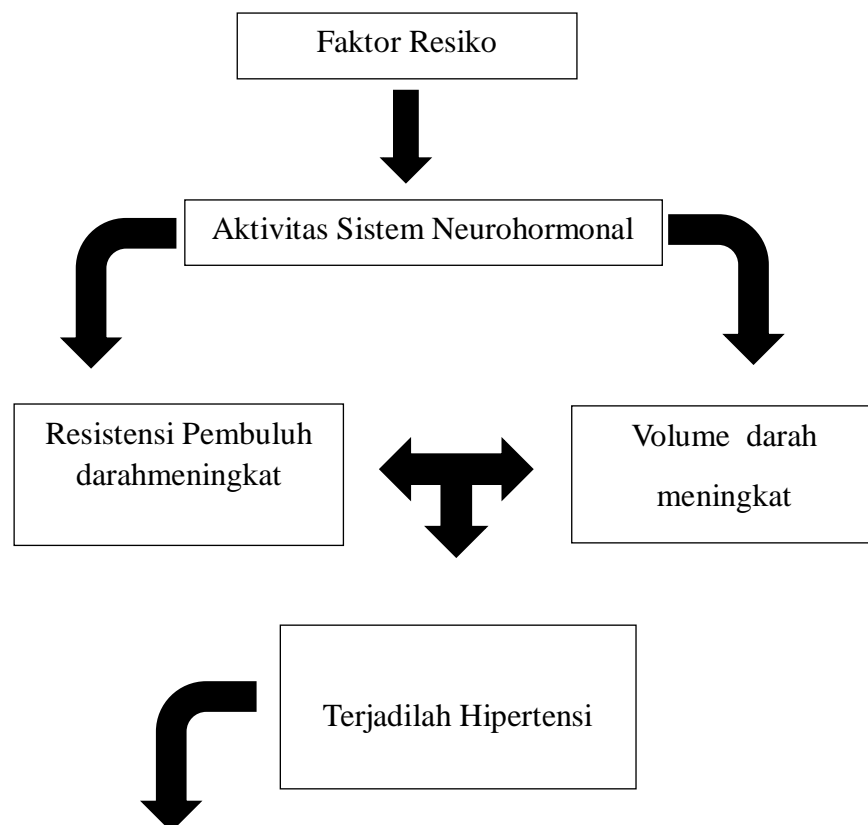 Faktor Resiko
Aktivitas Sistem Neurohormonal
Resistensi Pembuluh
darahmeningkat
Volume darah
meningkat
Terjadilah Hipertensi